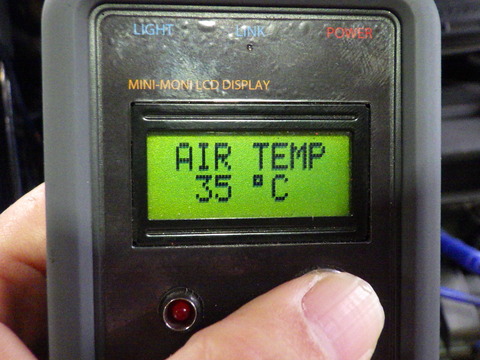 LIGHT LINK POWER
MINI-MONI LCD DISPLAY
AIR TEMP
35 °C